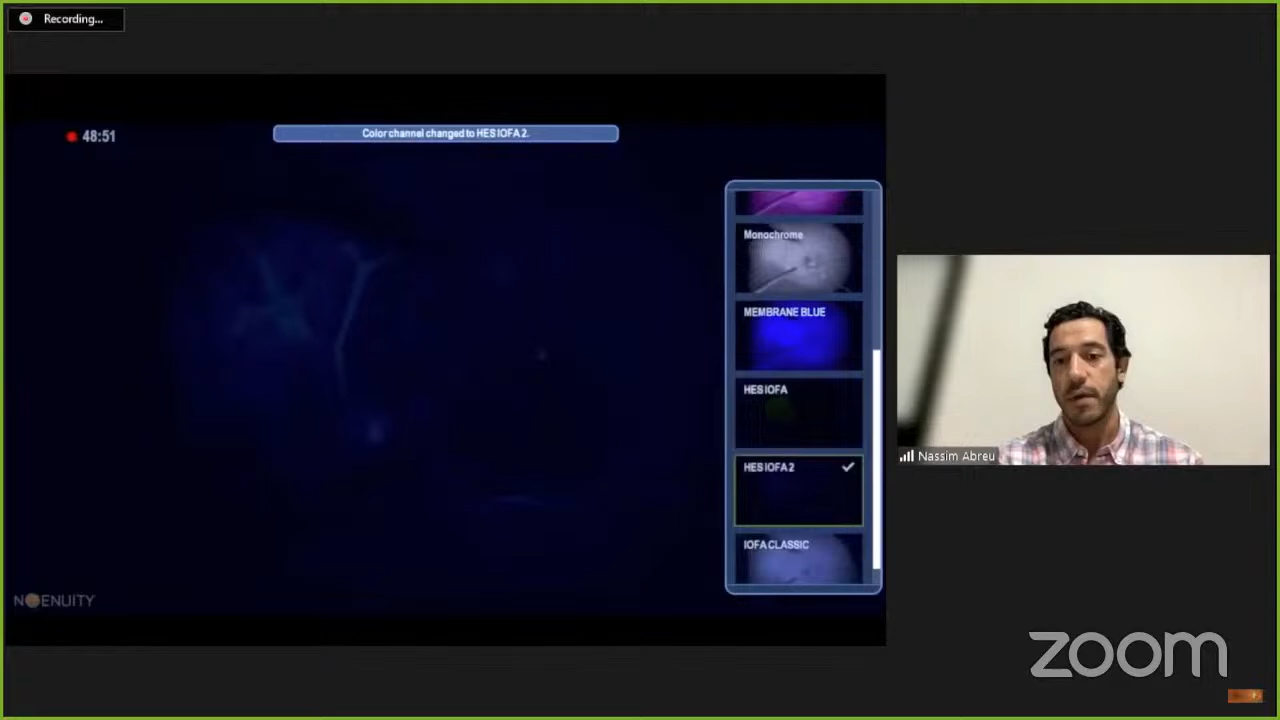 Recording...
48:51
Color channel changed to HES IOFA 2.
Monochrome
MEMBRANE BLUE
HES IOFA
HES IOFA 2
IOFA CLASSIC
NGENUITY
Nassim Abreu
zoom